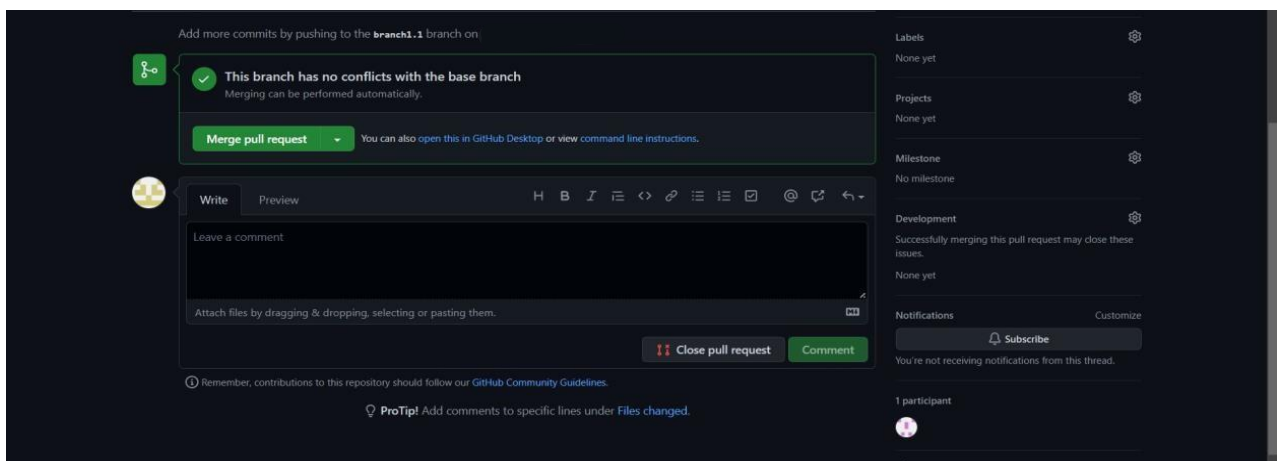 Add more commits by pushing to the branch1.1 branch on
This branch has no conflicts with the base branch
Merging can be performed automatically.
Merge pull request
You can also open this in GitHub Desktop or view command line instructions.
Write
Preview
H B I
Leave a comment
Attach files by dragging & dropping, selecting or pasting them.
Close pull request
Comment
Remember, contributions to this repository should follow our GitHub Community Guidelines.
ProTip! Add comments to specific lines under Files changed.
Labels
None yet
Projects
None yet
Milestone
No milestone
Development
Successfully merging this pull request may close these
issues.
None yet
Notifications
Customize
Subscribe
You're not receiving notifications from this thread.
1 participant